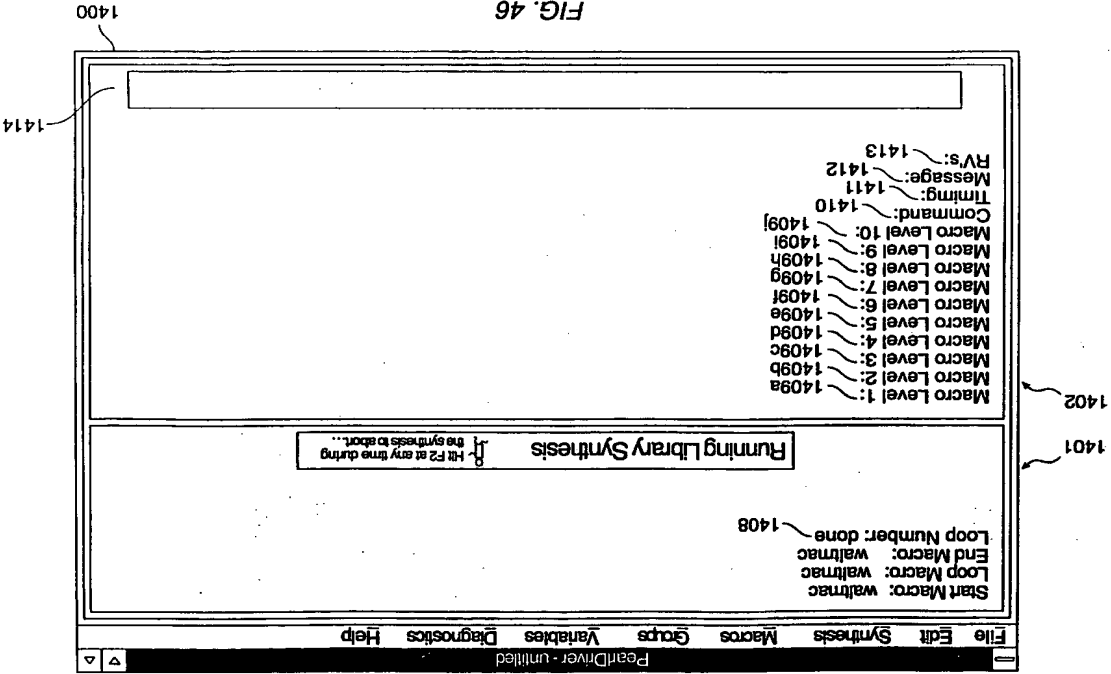 PearlDriver - untitled
File Edit Synthesis Macros Groups Variables Diagnostics Help
Start Macro: waltmac
Loop Macro: waltmac
End Macro: waltmac
Loop Number: done 1408
1401
Running Library Synthesis
Hit F2 at any time during
the synthesis to abort...
1402
Macro Level 1: 1409a
Macro Level 2: 1409b
Macro Level 3: 1409c
Macro Level 4: 1409d
Macro Level 5: 1409e
Macro Level 6: 1409f
Macro Level 7: 1409g
Macro Level 8: 1409h
Macro Level 9: 1409i
Macro Level 10: 1409j
Command: 1410
Timimg: 1411
Message: 1412
RV's: 1413
1414
1400
FIG. 46